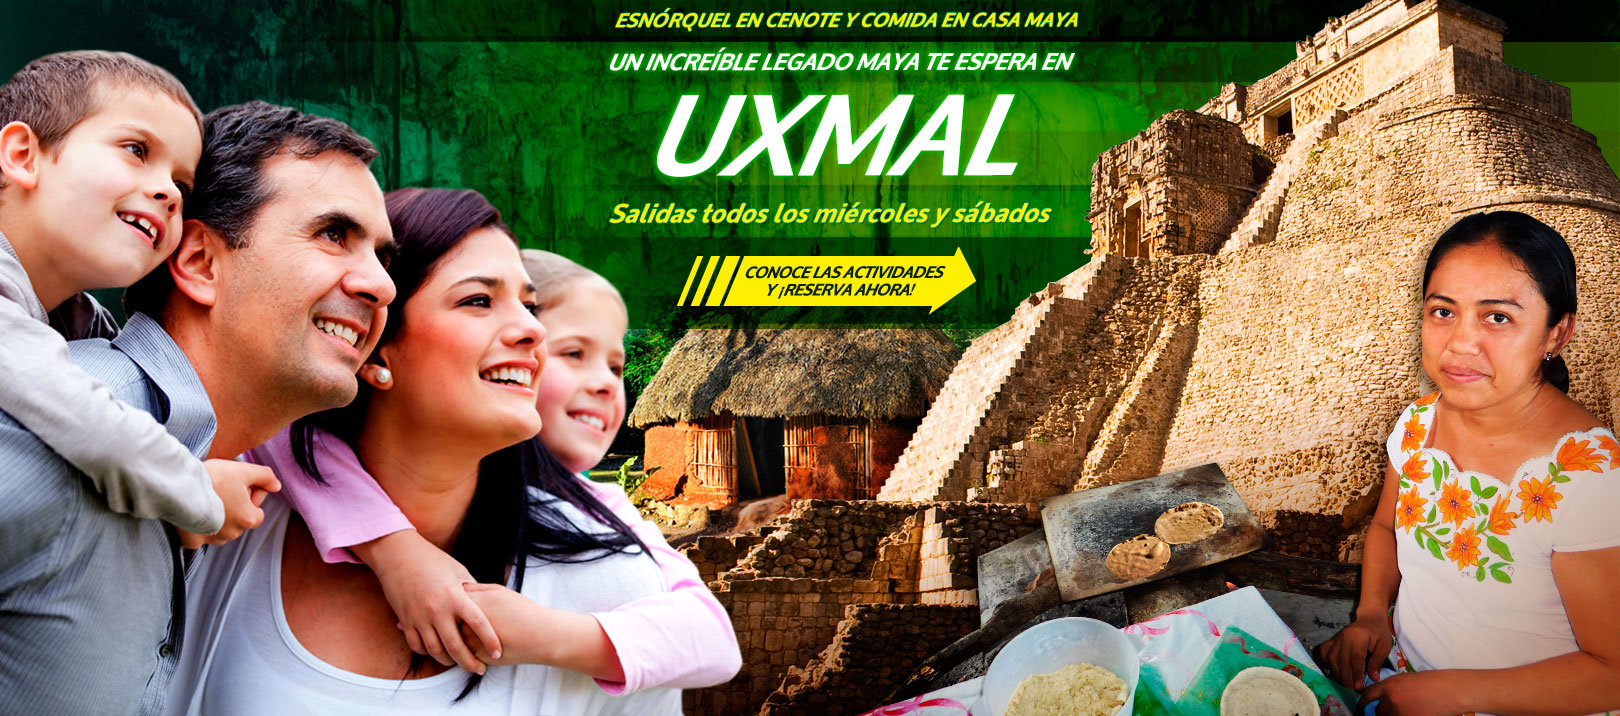 ESNÓRQUEL EN CENOTE Y COMIDA EN CASA MAYA
UN INCREÍBLE LEGADO MAYA TE ESPERA EN
UXMAL
Salidas todos los miércoles y sábados
CONOCE LAS ACTIVIDADES
Y ¡RESERVA AHORA!